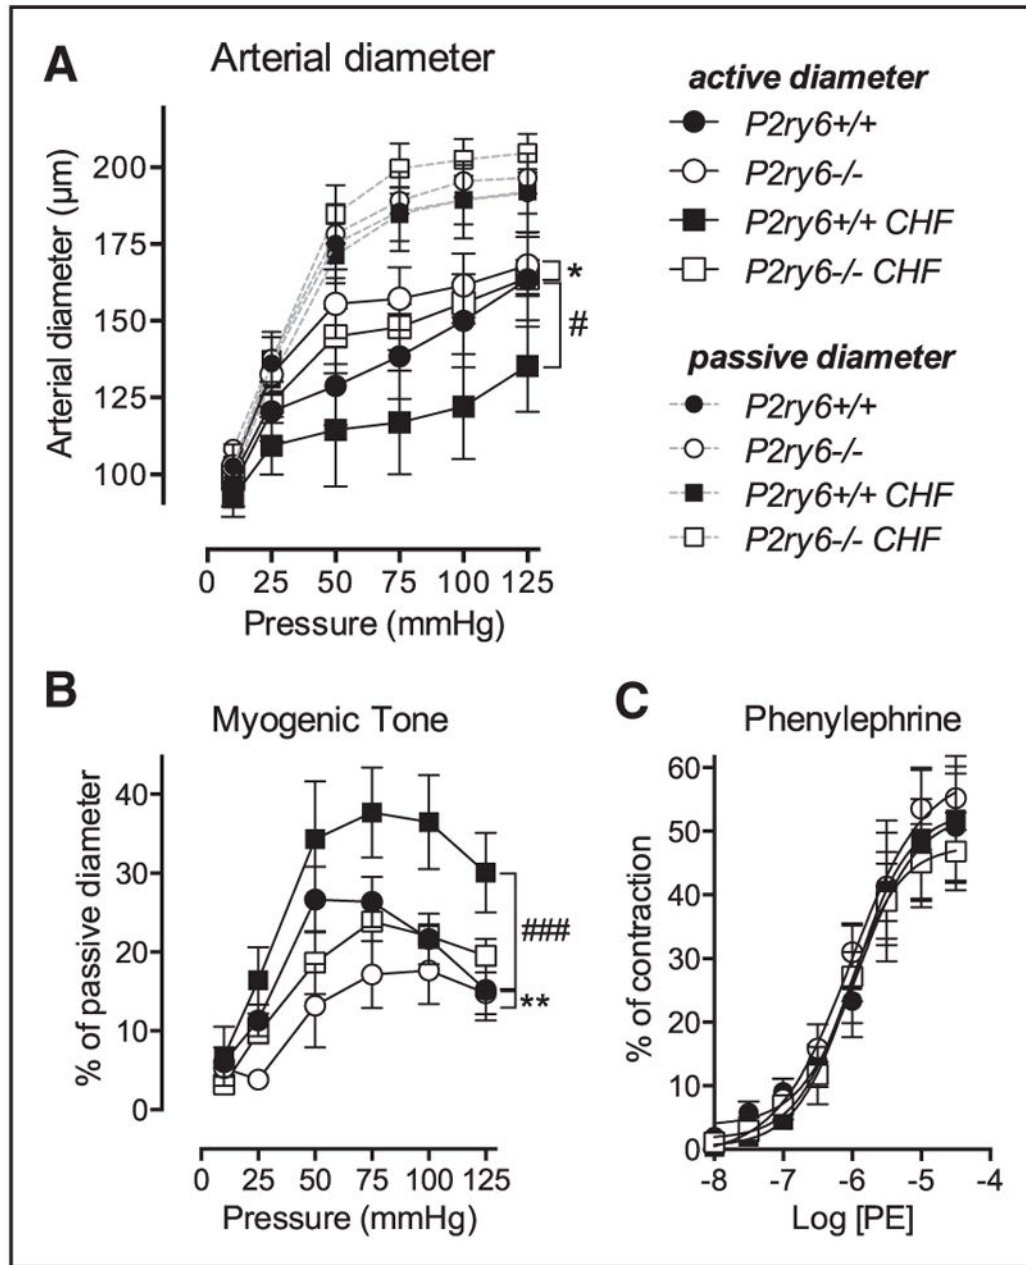 A
Arterial diameter
Arterial diameter (µm)
200
175
150
125
100
*
#
0 25 50 75 100 125
Pressure (mmHg)
active diameter
P2ry6+/+
P2ry6-/-
P2ry6+/+ CHF
P2ry6-/- CHF
passive diameter
P2ry6+/+
P2ry6-/-
P2ry6+/+ CHF
P2ry6-/- CHF
B
Myogenic Tone
% of passive diameter
40
30
20
10
0
###
**
0 25 50 75 100 125
Pressure (mmHg)
C
Phenylephrine
% of contraction
60
50
40
30
20
10
0
-8 -7 -6 -5 -4
Log [PE]